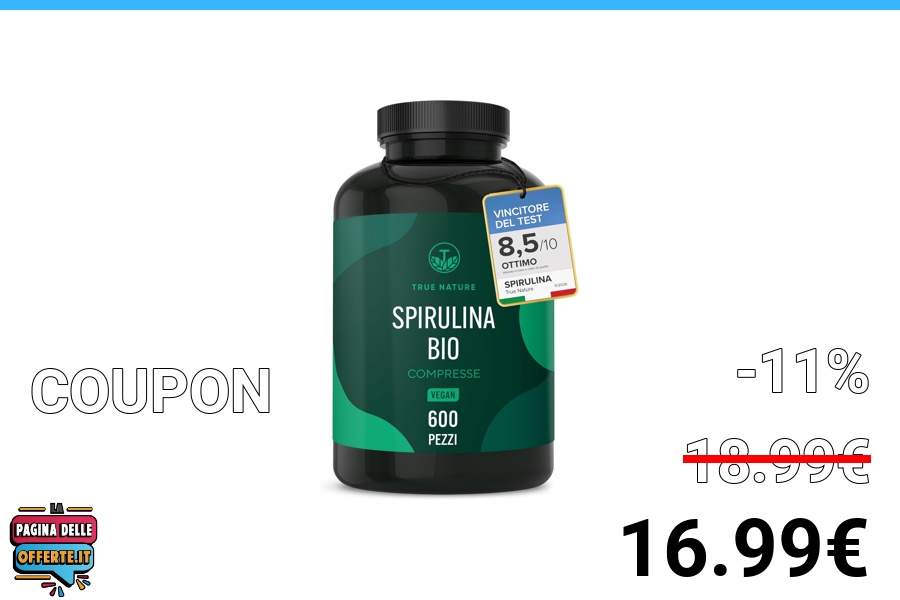 VINCITORE
DEL TEST
8,5/10
OTTIMO
SPIRULINA
True Nature
TRUE NATURE
SPIRULINA
BIO
COMPRESSE
VEGAN
600
PEZZI
COUPON
-11%
18.99€
16.99€
LA
PAGINA DELLE
OFFERTE.IT